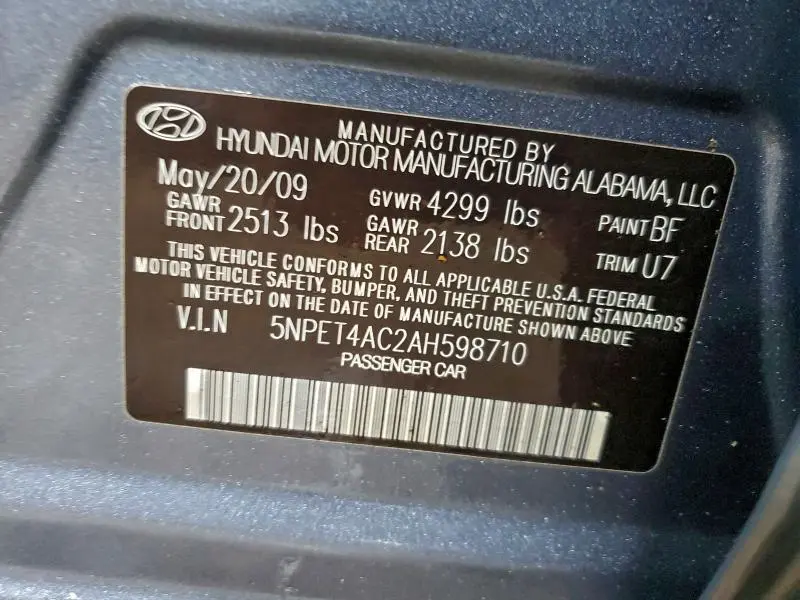 MANUFACTURED BY
HYUNDAI MOTOR MANUFACTURING ALABAMA, LLC
May/20/09 GVWR 4299 lbs PAINT BF
GAWR FRONT 2513 lbs GAWR REAR 2138 lbs TRIM U7
THIS VEHICLE CONFORMS TO ALL APPLICABLE U.S.A. FEDERAL
MOTOR VEHICLE SAFETY, BUMPER, AND THEFT PREVENTION STANDARDS
IN EFFECT ON THE DATE OF MANUFACTURE SHOWN ABOVE
V.I.N 5NPET4AC2AH598710
PASSENGER CAR